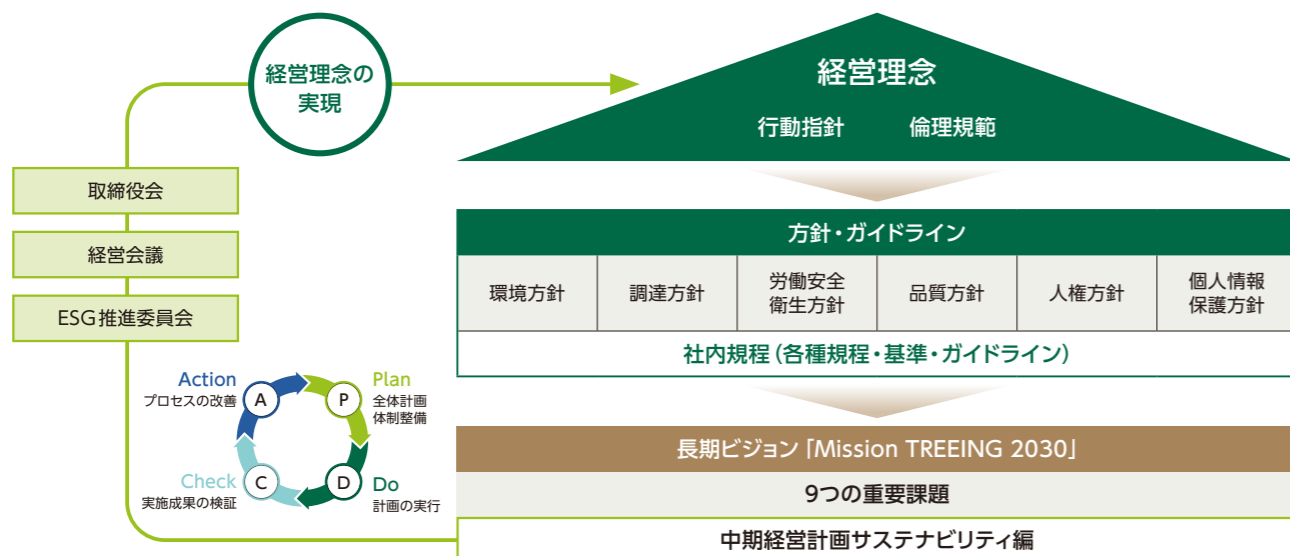 経営理念の
実現
取締役会
経営会議
ESG推進委員会
Action
プロセスの改善
A
P
Plan
全体計画
体制整備
Check
実施成果の検証
C
D
Do
計画の実行
経営理念
行動指針 倫理規範
方針・ガイドライン
環境方針
調達方針
労働安全
衛生方針
品質方針
人権方針
個人情報
保護方針
社内規程(各種規程・基準・ガイドライン)
長期ビジョン「Mission TREEING 2030」
9つの重要課題
中期経営計画サステナビリティ編